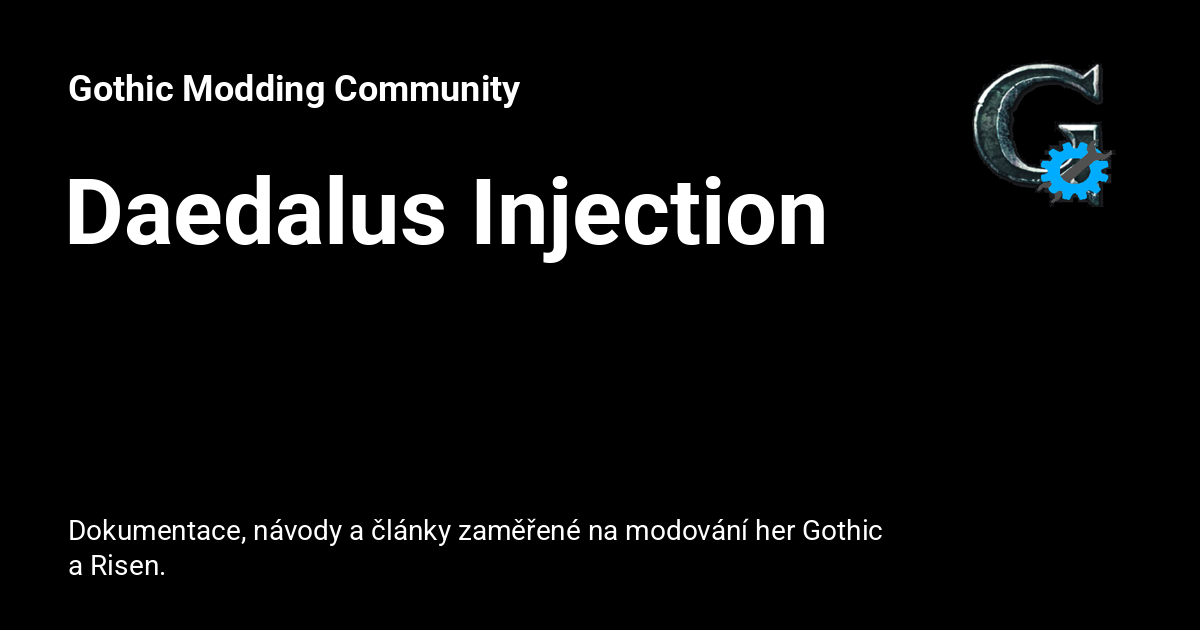 Gothic Modding Community
Daedalus Injection
Dokumentace, návody a články zaměřené na modování her Gothic
a Risen.